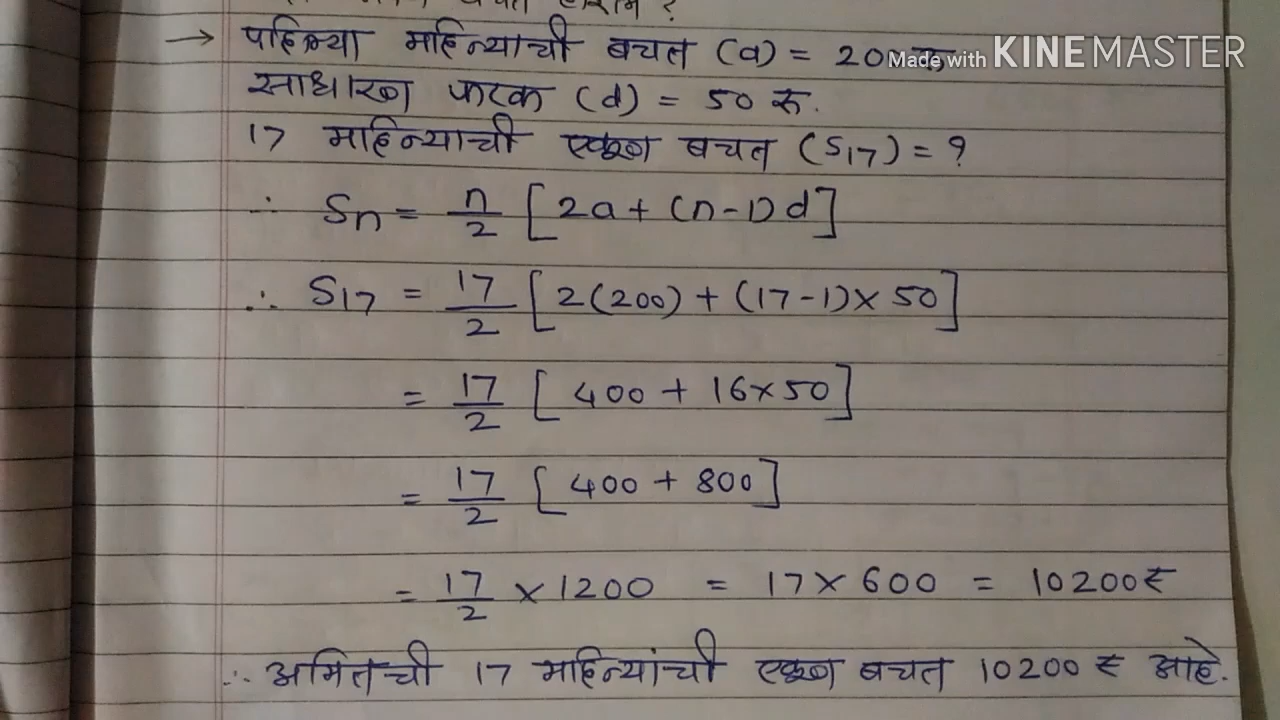 → पहिल्या महिन्याची बचत (a) = 200 रू
Made with KINEMASTER
साधारण फरक (d) = 50 रू.
17 महिन्याची एकूण बचत (S17) = ?
∴ Sn = n/2 [2a + (n-1)d]
∴ S17 = 17/2 [2(200) + (17-1)x 50]
= 17/2 [400 + 16x50]
= 17/2 [400 + 800]
= 17/2 x 1200 = 17 x 600 = 10200₹
∴ अमितची 17 महिन्यांची एकूण बचत 10200 ₹ आहे.